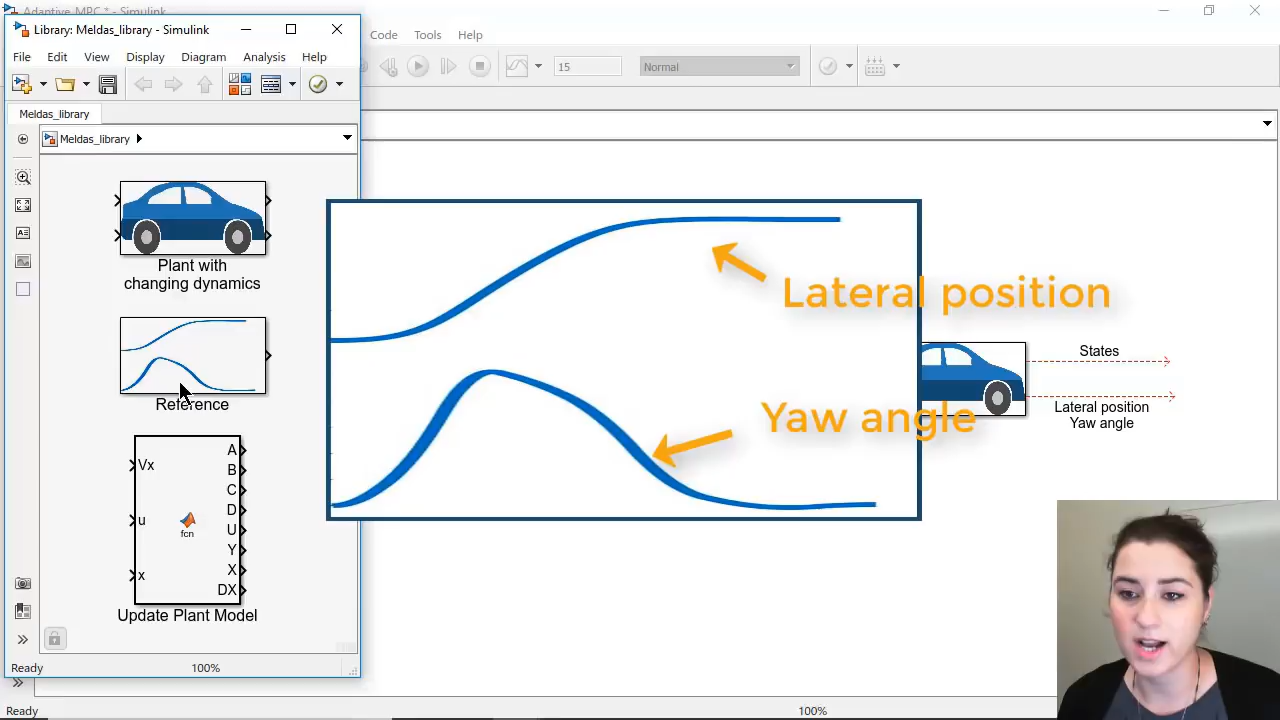 Adaptive_MPC * - Simulink
Library: Meldas_library - Simulink
File Edit View Display Diagram Analysis Help
Code Tools Help
15
Normal
Meldas_library
Meldas_library
Plant with
changing dynamics
Reference
Vx
u
x
fcn
A
B
C
D
U
Y
X
DX
Update Plant Model
Lateral position
Yaw angle
States
Lateral position
Yaw angle
Ready
100%
Ready
100%